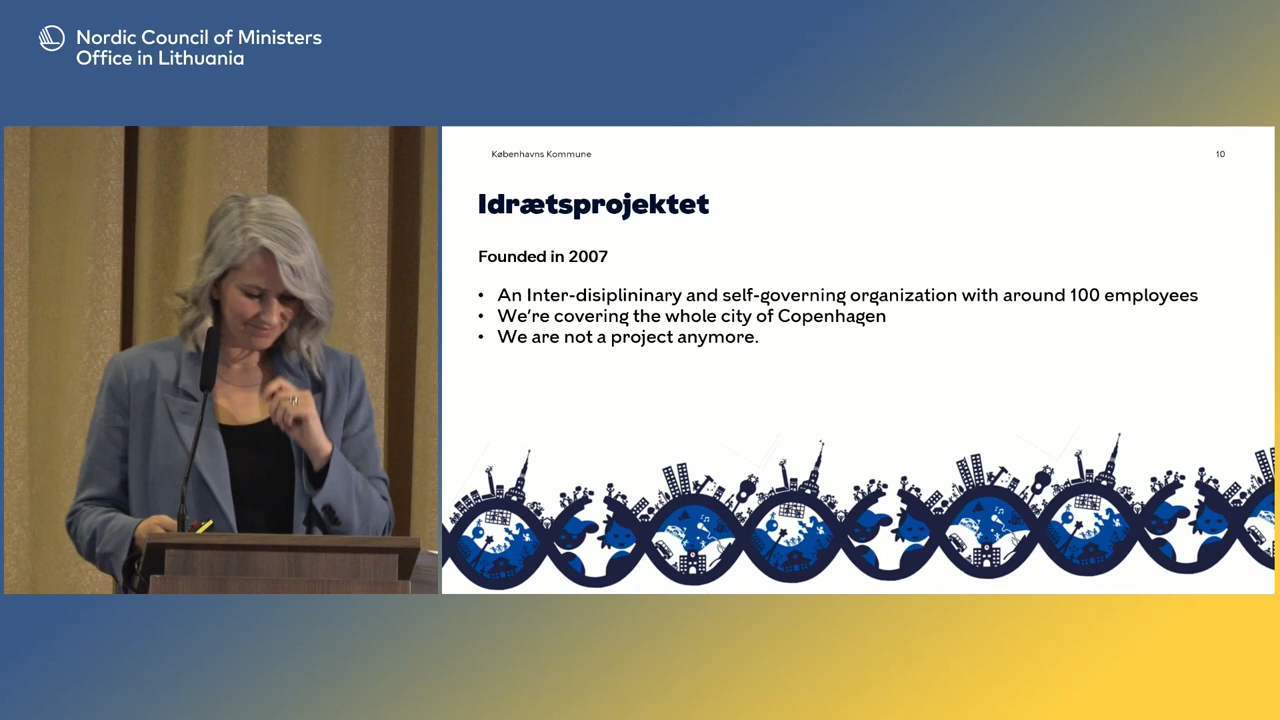 Nordic Council of Ministers
Office in Lithuania
Københavns Kommune
10
Idrætsprojektet
Founded in 2007
• An Inter-disiplininary and self-governing organization with around 100 employees
• We're covering the whole city of Copenhagen
• We are not a project anymore.